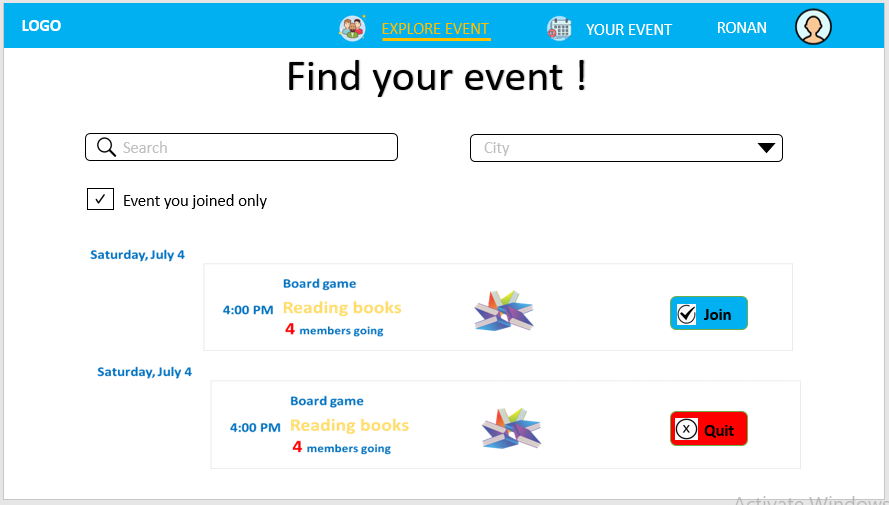 LOGO
EXPLORE EVENT
YOUR EVENT
RONAN
Find your event !
Search
City
Event you joined only
Saturday, July 4
Board game
4:00 PM
Reading books
4 members going
Join
Saturday, July 4
Board game
4:00 PM
Reading books
4 members going
X
Quit
Activate Windows